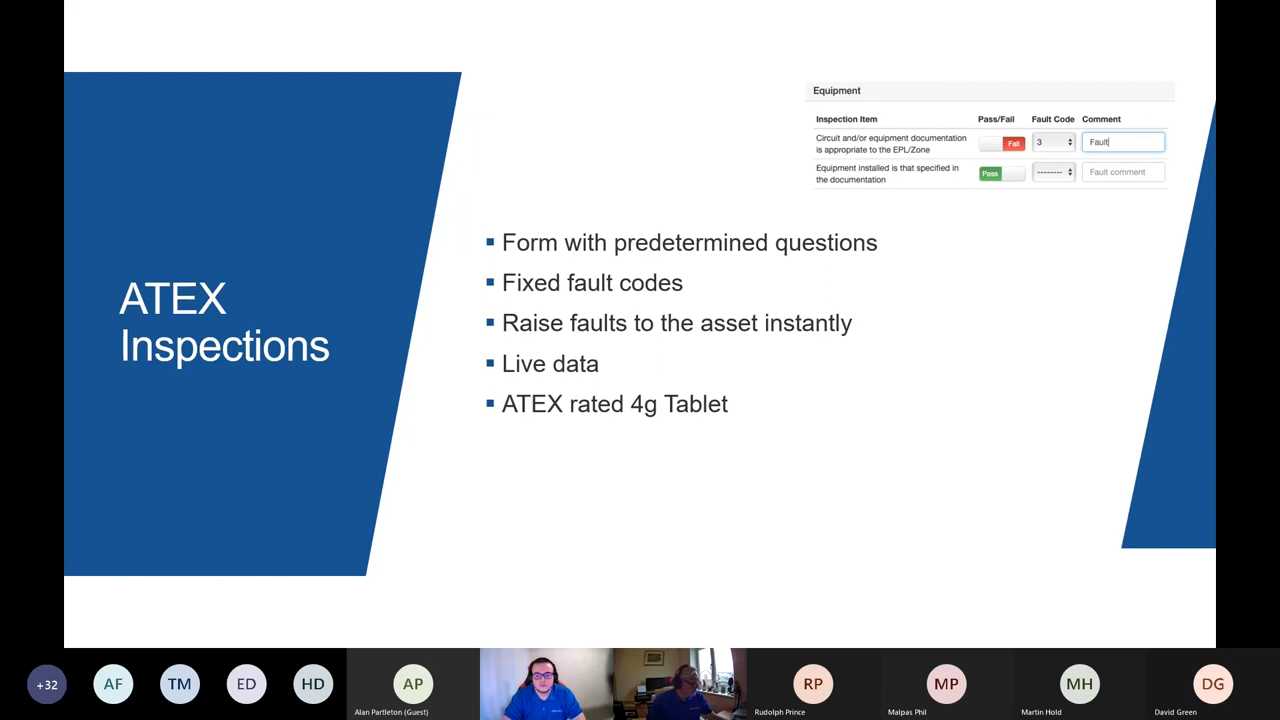 Equipment
Inspection Item Pass/Fail Fault Code Comment
Circuit and/or equipment documentation
is appropriate to the EPL/Zone
Fail 3 Fault
Equipment installed is that specified in
the documentation
Pass -------- Fault comment
ATEX
Inspections
▪ Form with predetermined questions
▪ Fixed fault codes
▪ Raise faults to the asset instantly
▪ Live data
▪ ATEX rated 4g Tablet
+32 AF TM ED HD AP RP MP MH DG
Alan Partleton (Guest) Rudolph Prince Malpas Phil Martin Hold David Green